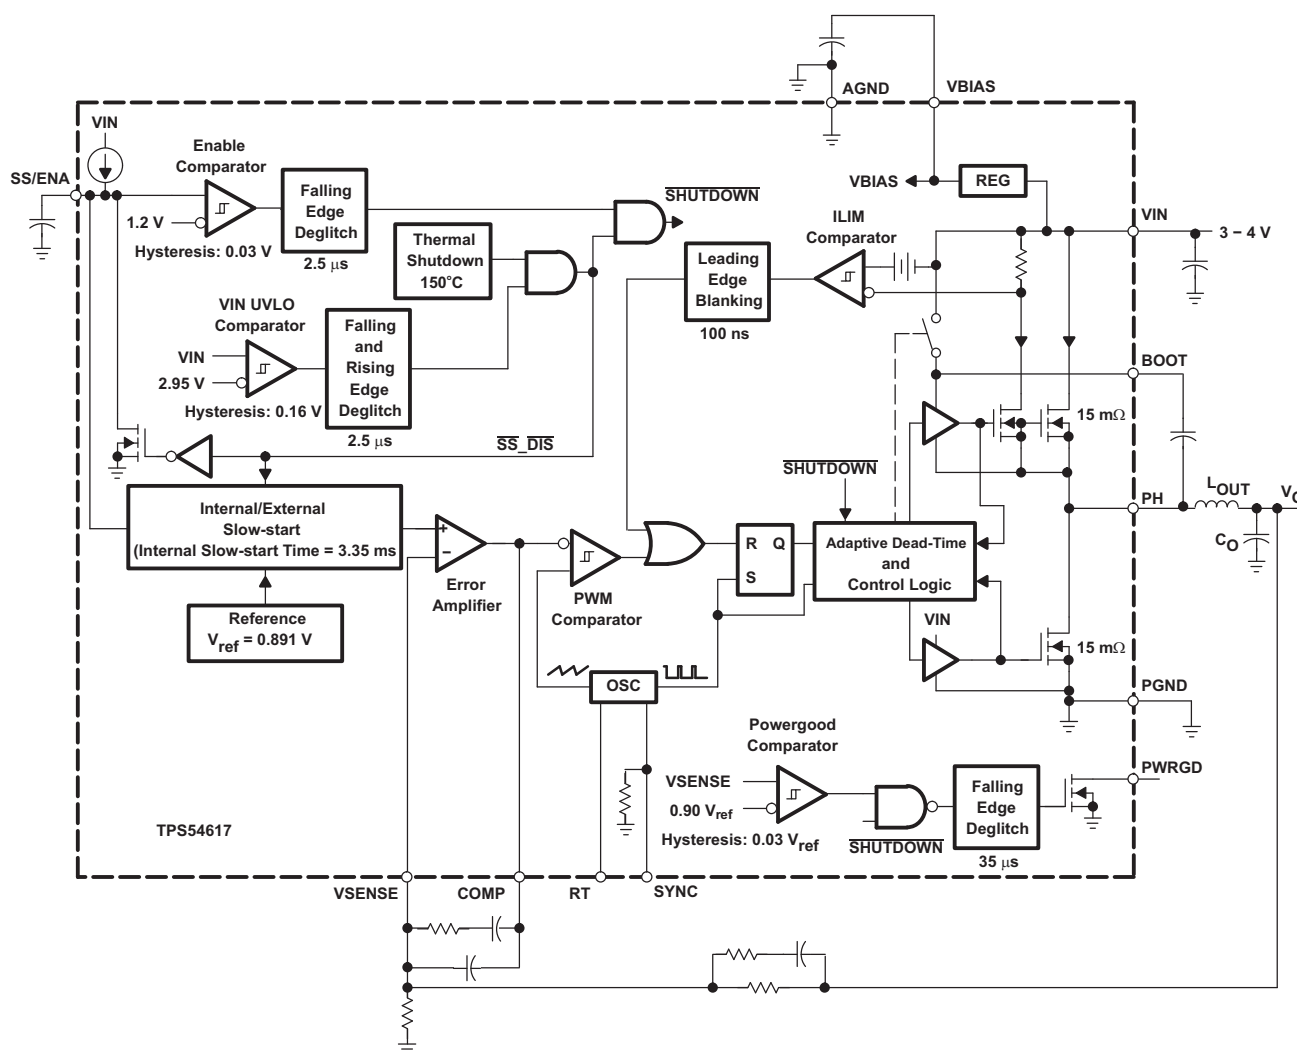 AGND
VBIAS
VIN
Enable
Comparator
SS/ENA
Falling
Edge
Deglitch
1.2 V
Hysteresis: 0.03 V
2.5 μs
SHUTDOWN
VBIAS
REG
ILIM
Comparator
VIN
3 – 4 V
Thermal
Shutdown
150°C
Leading
Edge
Blanking
100 ns
VIN UVLO
Comparator
VIN
2.95 V
Hysteresis: 0.16 V
Falling
and
Rising
Edge
Deglitch
2.5 μs
BOOT
15 mΩ
SS_DIS
SHUTDOWN
Internal/External
Slow-start
(Internal Slow-start Time = 3.35 ms
Error
Amplifier
PWM
Comparator
R Q
S
Adaptive Dead-Time
and
Control Logic
PH
LOUT
CO
Reference
Vref = 0.891 V
VIN
15 mΩ
OSC
PGND
Powergood
Comparator
VSENSE
0.90 Vref
Hysteresis: 0.03 Vref
SHUTDOWN
Falling
Edge
Deglitch
35 μs
PWRGD
TPS54617
VSENSE
COMP
RT
SYNC